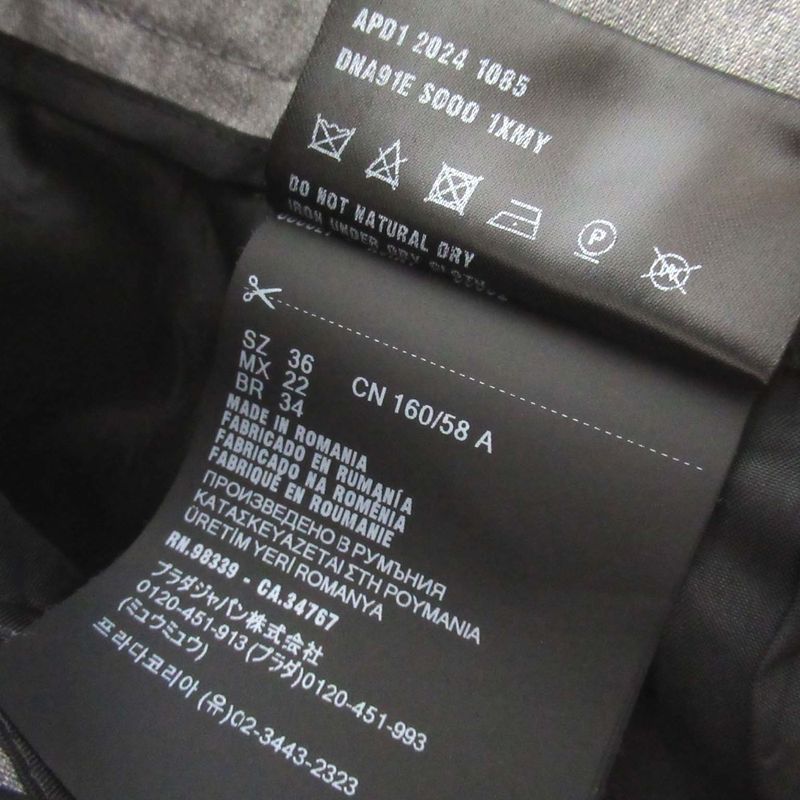 APD1 2024 1085
DNA91E S000 1XMY
DO NOT NATURAL DRY
IRON UNDER DRY
SZ 36
MX 22
BR 34
CN 160/58 A
MADE IN ROMANIA
FABRICADO EN RUMANÍA
FABRICADO NA ROMÉNIA
FABRIQUÉ EN ROUMANIE
ПРОИЗВЕДЕНО В РУМЪНИЯ
ΚΑΤΑΣΚΕΥΑΖΕΤΑΙ ΣΤΗ ΡΟΥΜΑΝΙΑ
ÜRETİM YERİ ROMANYA
RN.98339 - CA.34767
プラダジャパン株式会社
0120-451-913 (プラダ)0120-451-993
(ミュウミュウ)
프라다코리아 (유)02-3443-2323